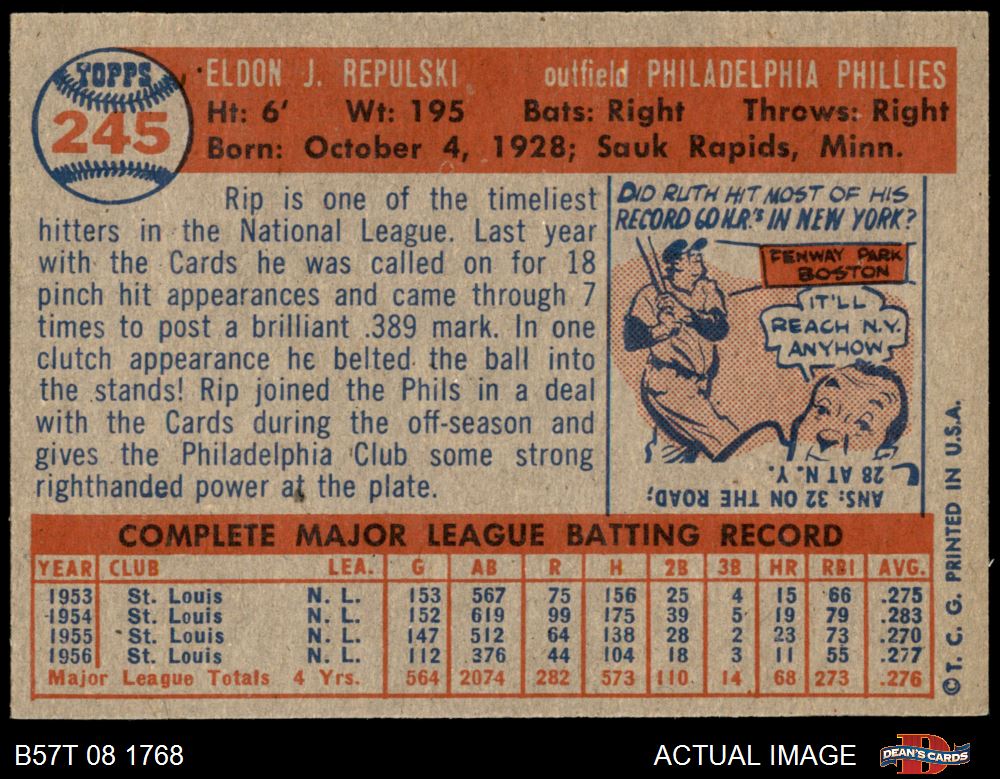 TOPPS
245
ELDON J. REPULSKI outfield PHILADELPHIA PHILLIES
Ht: 6' Wt: 195 Bats: Right Throws: Right
Born: October 4, 1928; Sauk Rapids, Minn.
Rip is one of the timeliest
hitters in the National League. Last year
with the Cards he was called on for 18
pinch hit appearances and came through 7
times to post a brilliant .389 mark. In one
clutch appearance he belted the ball into
the stands! Rip joined the Phils in a deal
with the Cards during the off-season and
gives the Philadelphia Club some strong
righthanded power at the plate.
DID RUTH HIT MOST OF HIS
RECORD 60 H.R.'S IN NEW YORK?
FENWAY PARK
BOSTON
IT'LL
REACH N.Y.
ANYHOW
ANS: 32 ON THE ROAD;
28 AT N.Y.
COMPLETE MAJOR LEAGUE BATTING RECORD
YEAR CLUB LEA. G AB R H 2B 3B HR RBI AVG.
1953 St. Louis N. L. 153 567 75 156 25 4 15 66 .275
1954 St. Louis N. L. 152 619 99 175 39 5 19 79 .283
1955 St. Louis N. L. 147 512 64 138 28 2 23 73 .270
1956 St. Louis N. L. 112 376 44 104 18 3 11 55 .277
Major League Totals 4 Yrs. 564 2074 282 573 110 14 68 273 .276
© T. C. G. PRINTED IN U.S.A.
B57T 08 1768 ACTUAL IMAGE DEAN'S CARDS